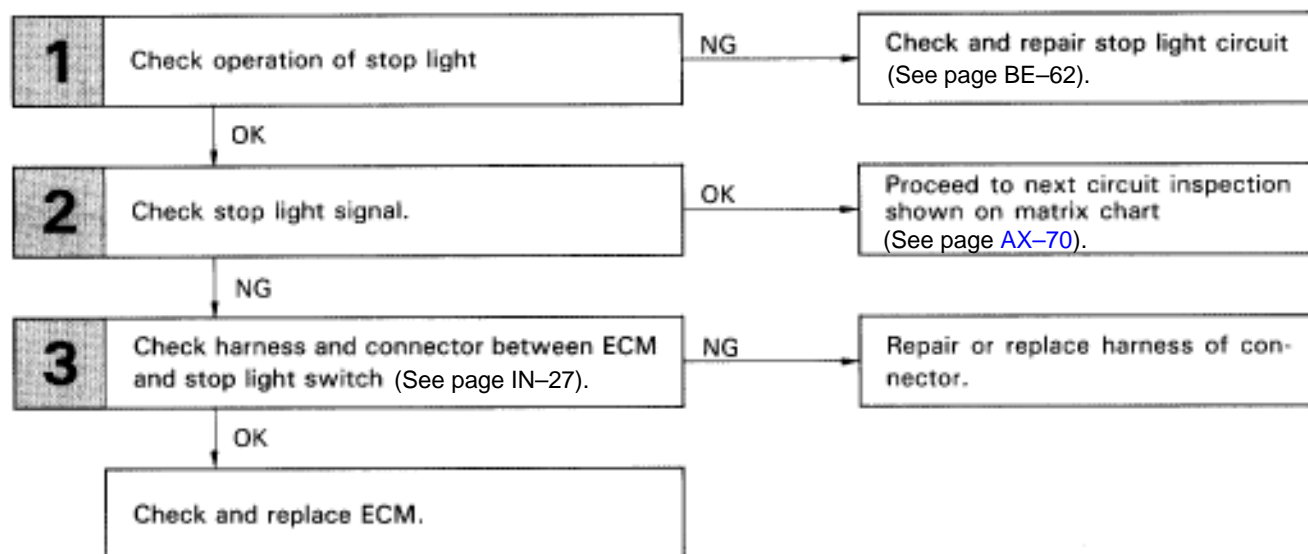 1
Check operation of stop light
NG
Check and repair stop light circuit
(See page BE–62).
OK
2
Check stop light signal.
OK
Proceed to next circuit inspection
shown on matrix chart
(See page AX–70).
NG
3
Check harness and connector between ECM
and stop light switch (See page IN–27).
NG
Repair or replace harness of con-
nector.
OK
Check and replace ECM.